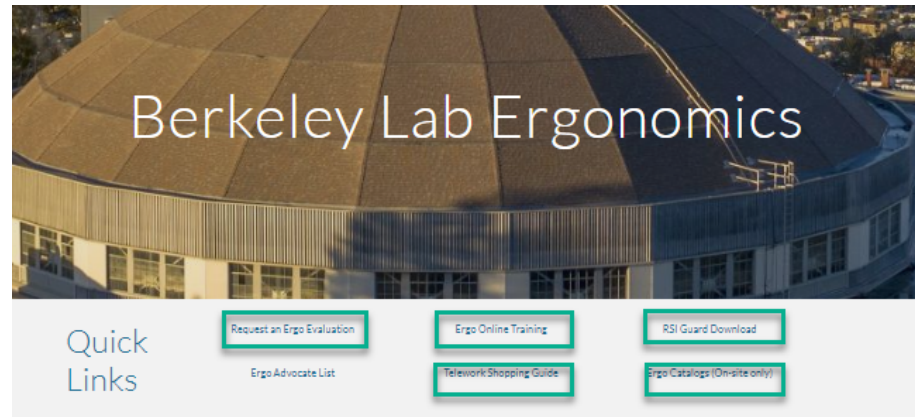 Berkeley Lab Ergonomics
Quick
Links
Request an Ergo Evaluation
Ergo Online Training
RSI Guard Download
Ergo Advocate List
Telework Shopping Guide
Ergo Catalogs (On-site only)